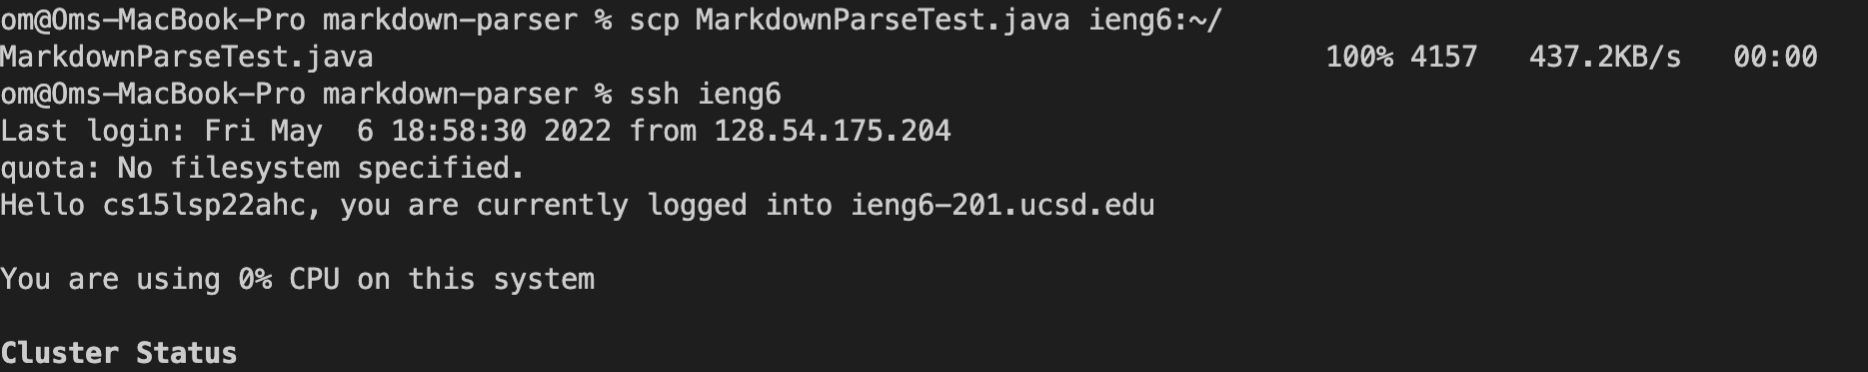 om@Oms-MacBook-Pro markdown-parser % scp MarkdownParseTest.java ieng6:~/
MarkdownParseTest.java 100% 4157 437.2KB/s 00:00
om@Oms-MacBook-Pro markdown-parser % ssh ieng6
Last login: Fri May  6 18:58:30 2022 from 128.54.175.204
quota: No filesystem specified.
Hello cs15lsp22ahc, you are currently logged into ieng6-201.ucsd.edu
You are using 0% CPU on this system
Cluster Status